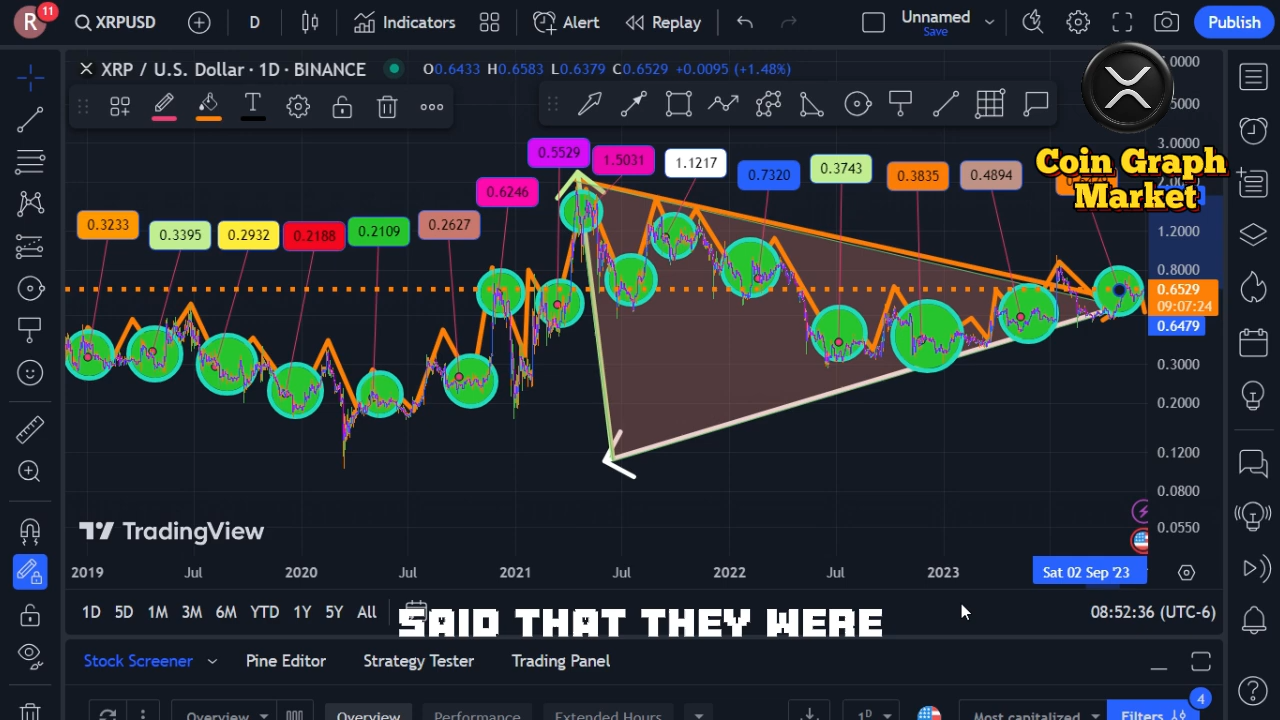 R
11
XRPUSD
D
Indicators
Alert
Replay
Unnamed
Save
Publish
XRP / U.S. Dollar · 1D · BINANCE
O0.6433 H0.6583 L0.6379 C0.6529 +0.0095 (+1.48%)
T
Coin Graph
Market
3.0000
1.2000
0.8000
0.6529
09:07:24
0.6479
0.3000
0.2000
0.1200
0.0800
0.0550
0.5529
1.5031
1.1217
0.7320
0.3743
0.3835
0.4894
0.6246
0.3233
0.3395
0.2932
0.2188
0.2109
0.2627
TradingView
2019
Jul
2020
Jul
2021
Jul
2022
Jul
2023
Sat 02 Sep '23
1D 5D 1M 3M 6M YTD 1Y 5Y All
08:52:36 (UTC-6)
SAID THAT THEY WERE
Stock Screener
Pine Editor
Strategy Tester
Trading Panel
4
Overview
Overview
Performance
Extended Hours
1D
Most capitalized
Filters